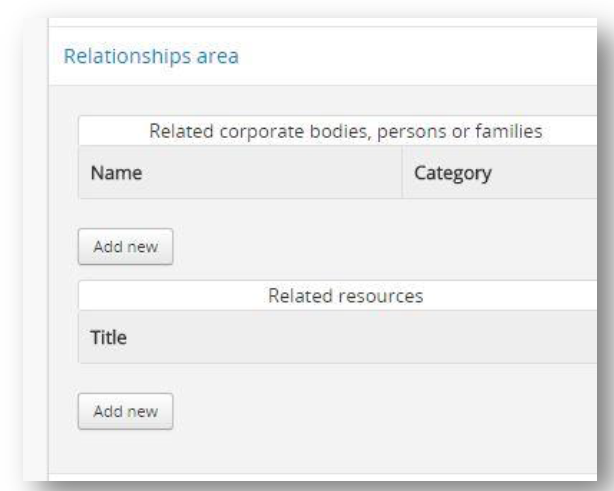 Relationships area
Related corporate bodies, persons or families
Name Category
Add new
Related resources
Title
Add new